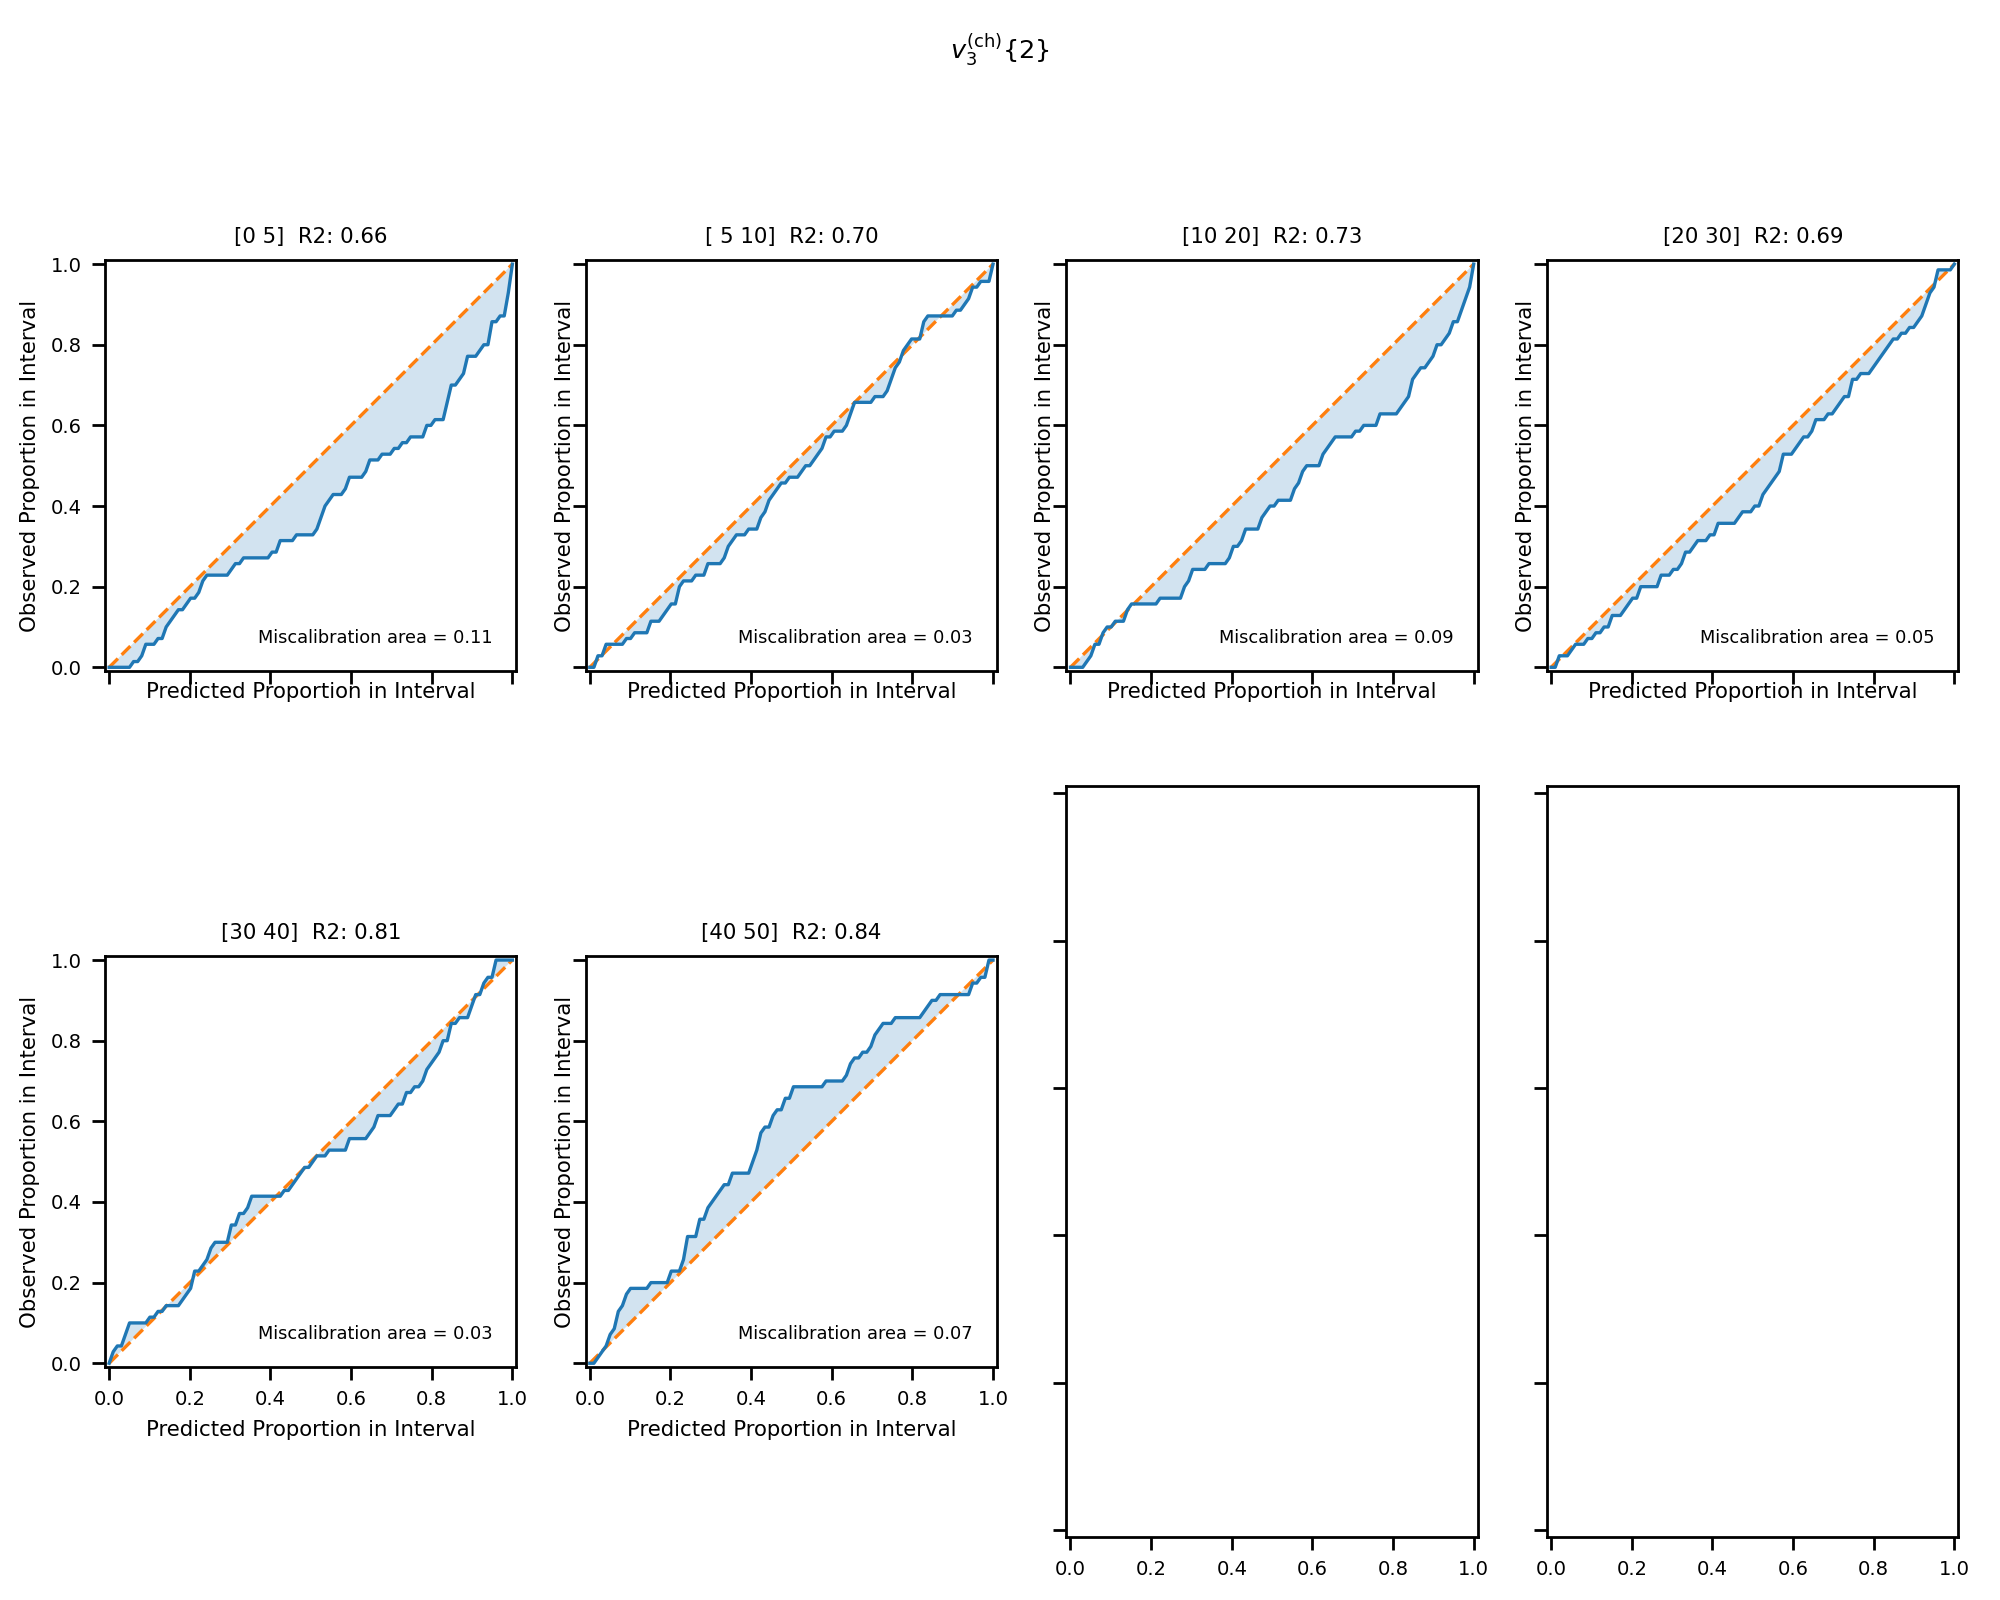 v_3^{(ch)}{2}
[0 5] R2: 0.66
[ 5 10] R2: 0.70
[10 20] R2: 0.73
[20 30] R2: 0.69
Observed Proportion in Interval
1.0
0.8
0.6
0.4
0.2
0.0
Miscalibration area = 0.11
Predicted Proportion in Interval
Observed Proportion in Interval
Miscalibration area = 0.03
Predicted Proportion in Interval
Observed Proportion in Interval
Miscalibration area = 0.09
Predicted Proportion in Interval
Observed Proportion in Interval
Miscalibration area = 0.05
Predicted Proportion in Interval
[30 40] R2: 0.81
[40 50] R2: 0.84
Observed Proportion in Interval
1.0
0.8
0.6
0.4
0.2
0.0
Miscalibration area = 0.03
0.0 0.2 0.4 0.6 0.8 1.0
Predicted Proportion in Interval
Observed Proportion in Interval
Miscalibration area = 0.07
0.0 0.2 0.4 0.6 0.8 1.0
Predicted Proportion in Interval
0.0 0.2 0.4 0.6 0.8 1.0
0.0 0.2 0.4 0.6 0.8 1.0